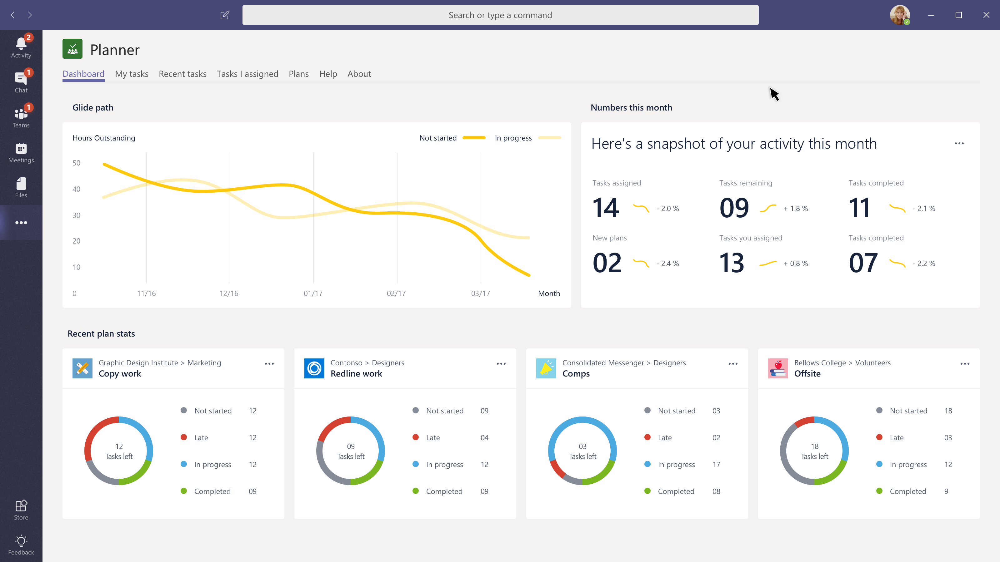 Search or type a command
2
Activity
1
Chat
1
Teams
Meetings
Files
Store
Feedback
Planner
Dashboard My tasks Recent tasks Tasks I assigned Plans Help About
Glide path
Hours Outstanding Not started In progress
50
40
30
20
10
0 11/16 12/16 01/17 02/17 03/17 Month
Numbers this month
Here's a snapshot of your activity this month
Tasks assigned Tasks remaining Tasks completed
14 - 2.0 % 09 + 1.8 % 11 - 2.1 %
New plans Tasks you assigned Tasks completed
02 - 2.4 % 13 + 0.8 % 07 - 2.2 %
Recent plan stats
Graphic Design Institute > Marketing
Copy work
12
Tasks left
Not started 12
Late 12
In progress 12
Completed 09
Contonso > Designers
Redline work
09
Tasks left
Not started 09
Late 04
In progress 12
Completed 09
Consolidated Messenger > Designers
Comps
03
Tasks left
Not started 03
Late 02
In progress 17
Completed 08
Bellows College > Volunteers
Offsite
18
Tasks left
Not started 18
Late 03
In progress 12
Completed 9